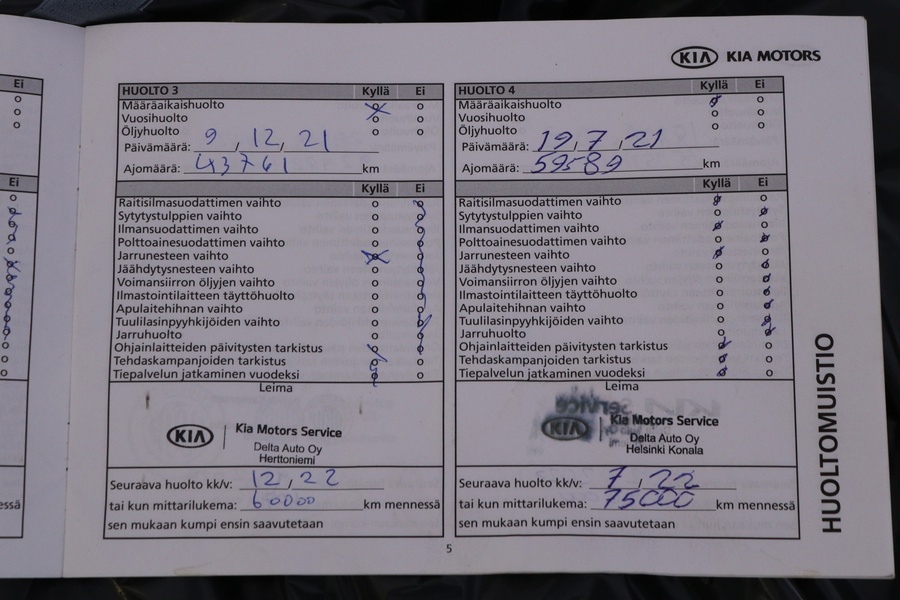 Ei
Ei
essä
KIA KIA MOTORS
HUOLTO 3 Kyllä Ei
Määräaikaishuolto
Vuosihuolto
Öljyhuolto
Päivämäärä: 9, 12, 21
Ajomäärä: 43761 km
Kyllä Ei
Raitisilmasuodattimen vaihto
Sytytystulppien vaihto
Ilmansuodattimen vaihto
Polttoainesuodattimen vaihto
Jarrunesteen vaihto
Jäähdytysnesteen vaihto
Voimansiirron öljyjen vaihto
Ilmastointilaitteen täyttöhuolto
Apulaitehihnan vaihto
Tuulilasinpyyhkijöiden vaihto
Jarruhuolto
Ohjainlaitteiden päivitysten tarkistus
Tehdaskampanjoiden tarkistus
Tiepalvelun jatkaminen vuodeksi
Leima
KIA Kia Motors Service
Delta Auto Oy
Herttoniemi
Seuraava huolto kk/v: 12, 22
tai kun mittarilukema: 60000 km mennessä
sen mukaan kumpi ensin saavutetaan
HUOLTO 4 Kyllä Ei
Määräaikaishuolto
Vuosihuolto
Öljyhuolto
Päivämäärä: 19, 7, 21
Ajomäärä: 59589 km
Kyllä Ei
Raitisilmasuodattimen vaihto
Sytytystulppien vaihto
Ilmansuodattimen vaihto
Polttoainesuodattimen vaihto
Jarrunesteen vaihto
Jäähdytysnesteen vaihto
Voimansiirron öljyjen vaihto
Ilmastointilaitteen täyttöhuolto
Apulaitehihnan vaihto
Tuulilasinpyyhkijöiden vaihto
Jarruhuolto
Ohjainlaitteiden päivitysten tarkistus
Tehdaskampanjoiden tarkistus
Tiepalvelun jatkaminen vuodeksi
Leima
KIA Kia Motors Service
Delta Auto Oy
Helsinki Konala
Seuraava huolto kk/v: 7, 22
tai kun mittarilukema: 75000 km mennessä
sen mukaan kumpi ensin saavutetaan
HUOLTOMUISTIO
5